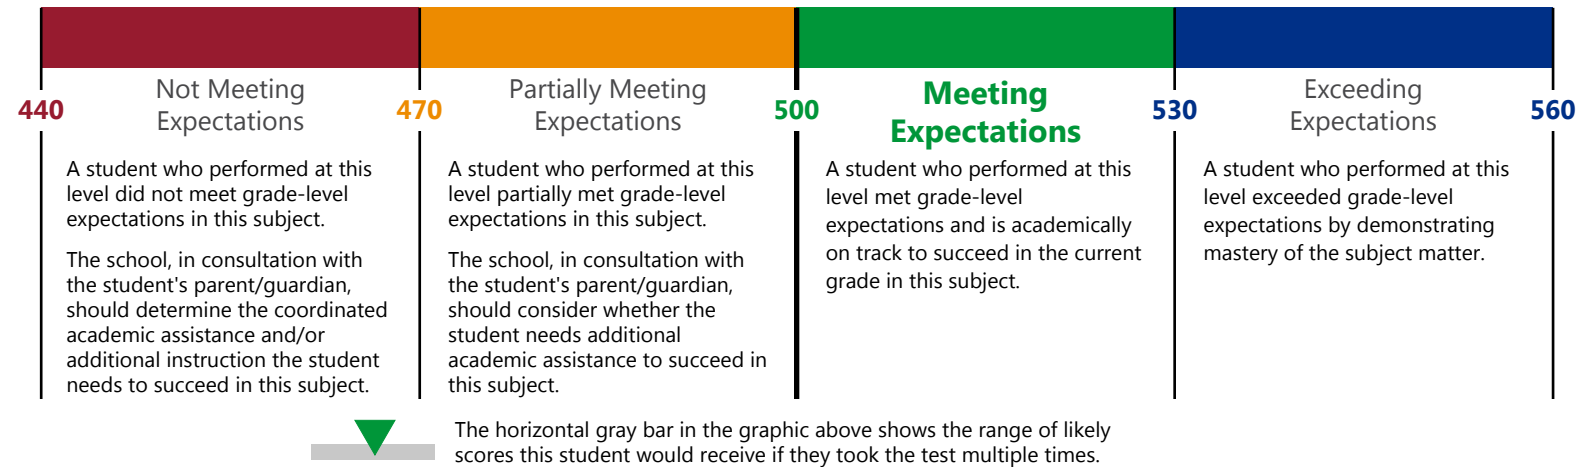 440
Not Meeting
Expectations
470
Partially Meeting
Expectations
500
Meeting
Expectations
530
Exceeding
Expectations
560
A student who performed at this
level did not meet grade-level
expectations in this subject.
The school, in consultation with
the student's parent/guardian,
should determine the coordinated
academic assistance and/or
additional instruction the student
needs to succeed in this subject.
A student who performed at this
level partially met grade-level
expectations in this subject.
The school, in consultation with
the student's parent/guardian,
should consider whether the
student needs additional
academic assistance to succeed in
this subject.
A student who performed at this
level met grade-level
expectations and is academically
on track to succeed in the current
grade in this subject.
A student who performed at this
level exceeded grade-level
expectations by demonstrating
mastery of the subject matter.
The horizontal gray bar in the graphic above shows the range of likely
scores this student would receive if they took the test multiple times.